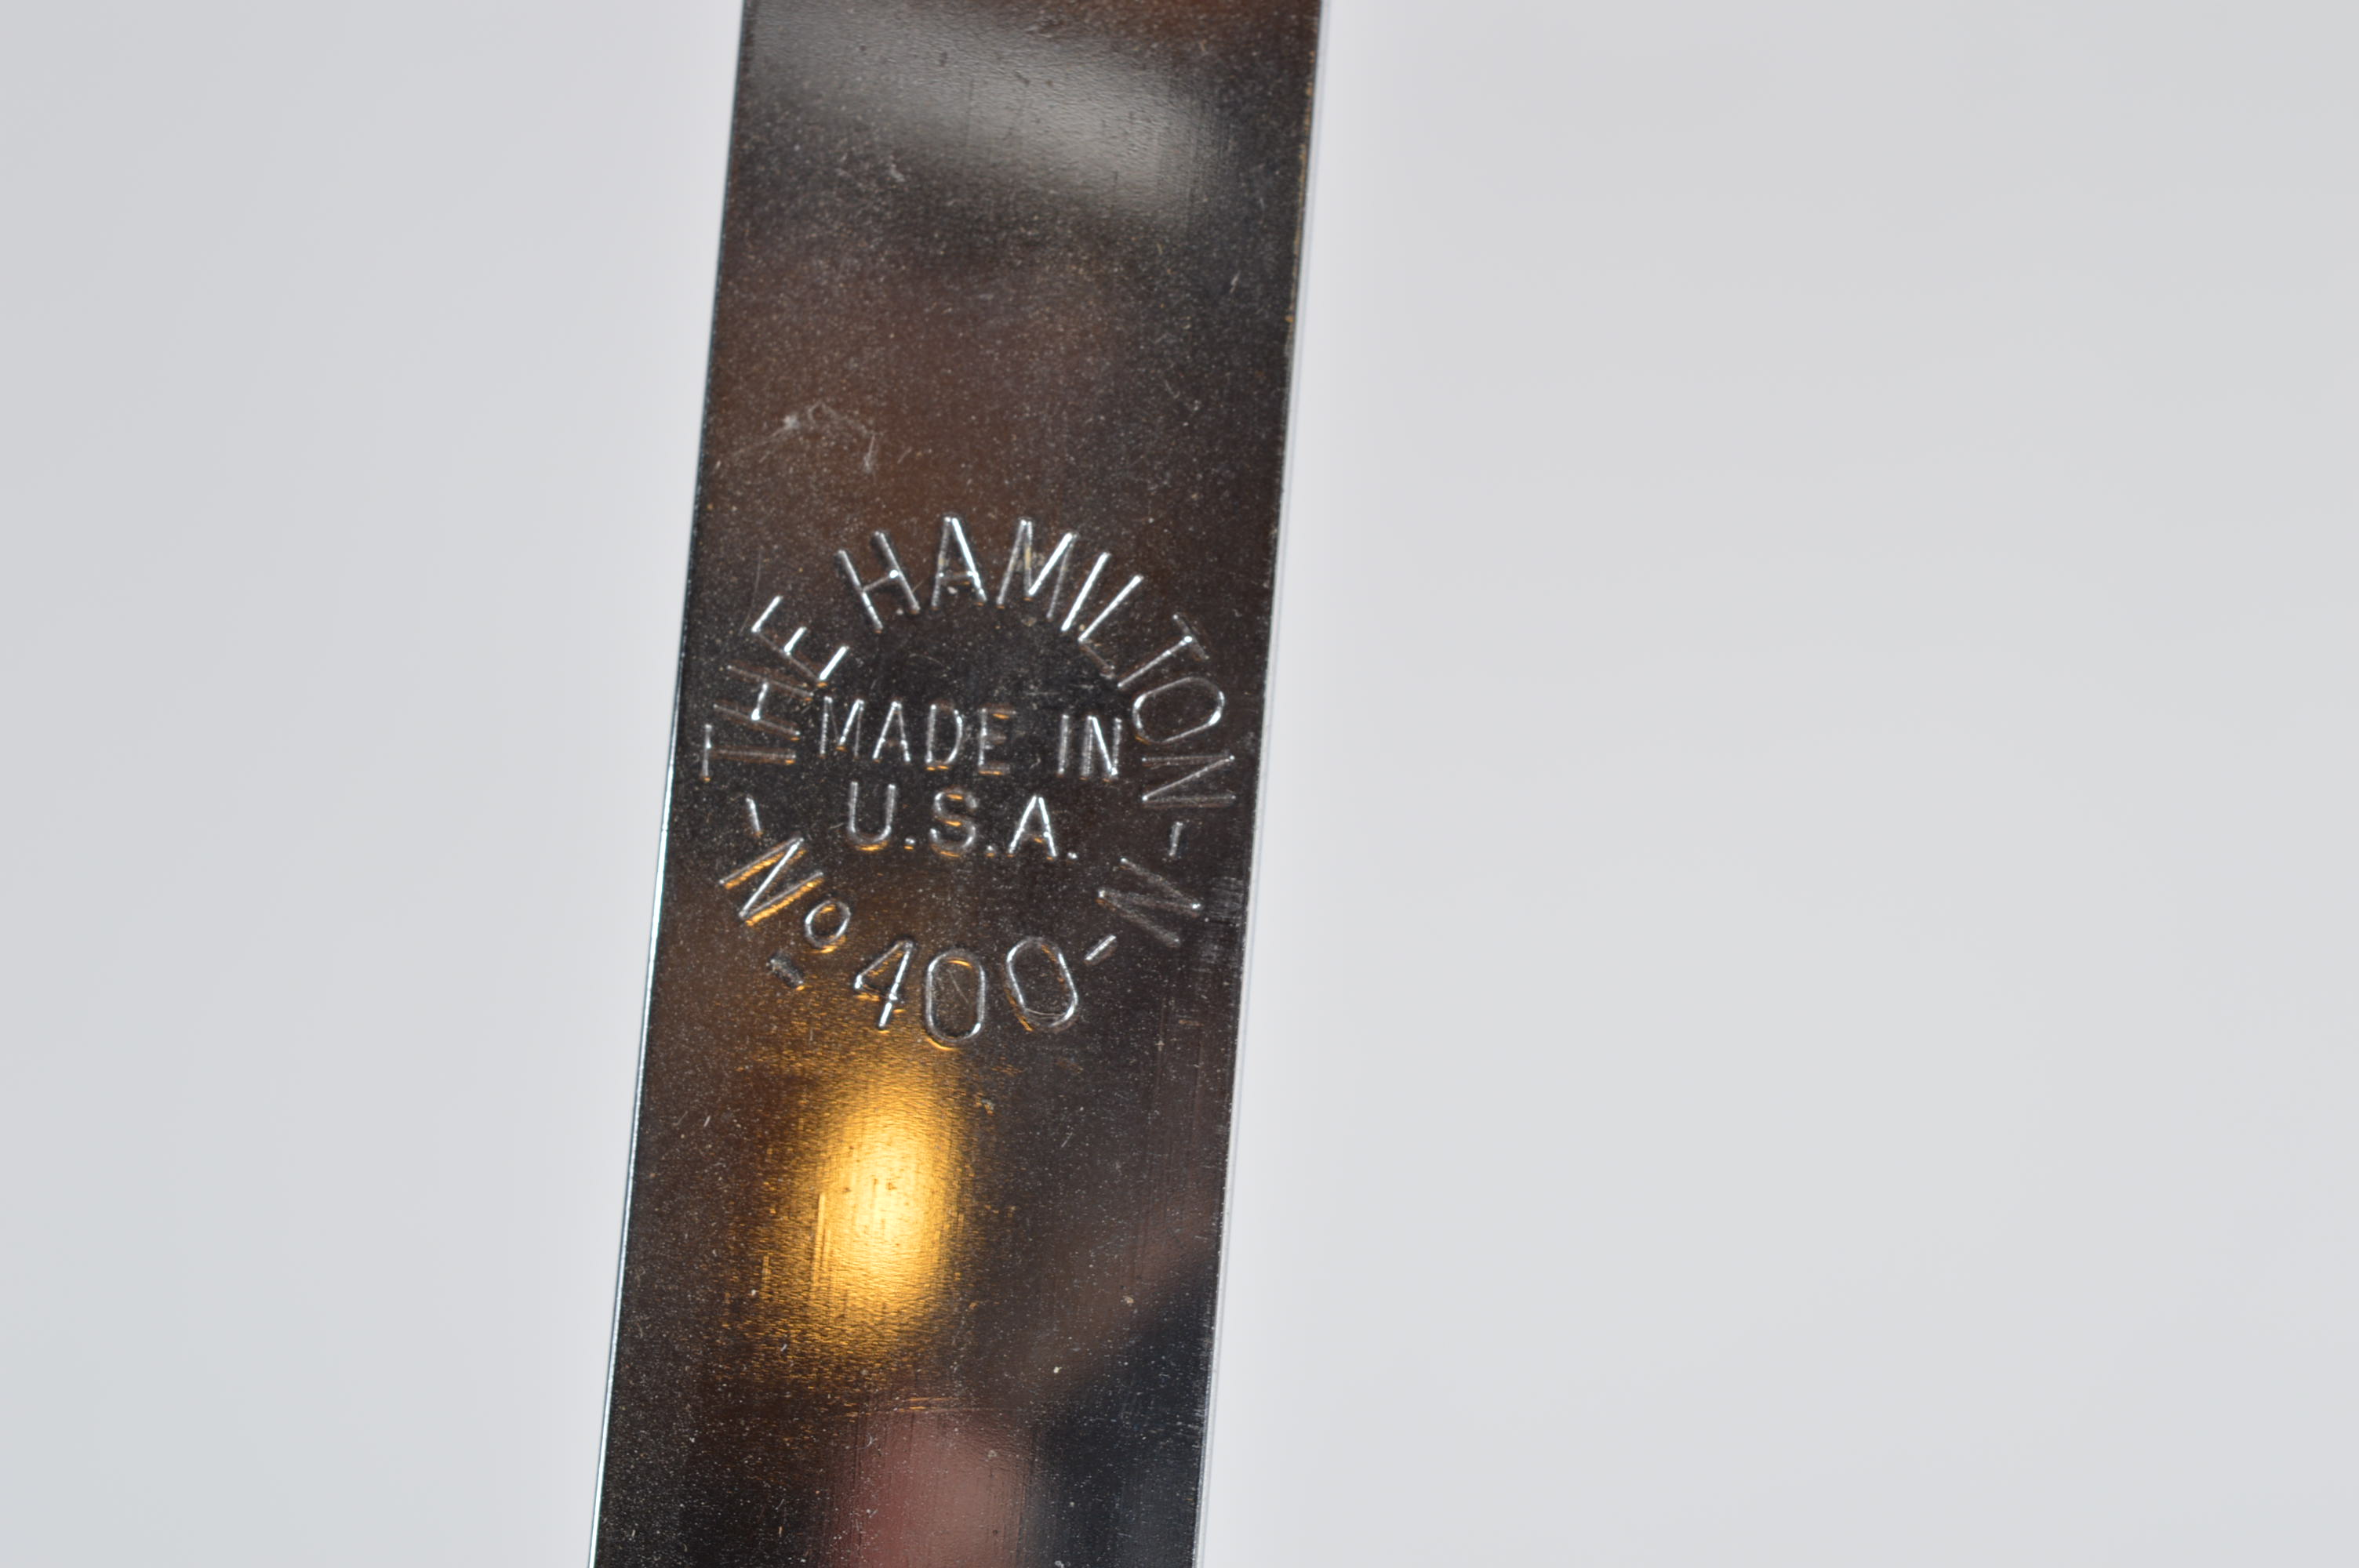 THE HAMILTON - N -
MADE IN
U.S.A.
- No 400